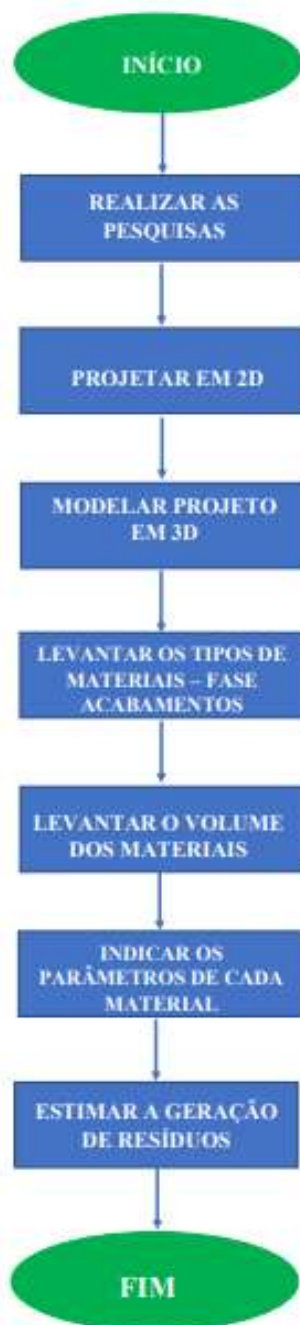 INÍCIO
REALIZAR AS
PESQUISAS
PROJETAR EM 2D
MODELAR PROJETO
EM 3D
LEVANTAR OS TIPOS DE
MATERIAIS – FASE
ACABAMENTOS
LEVANTAR O VOLUME
DOS MATERIAIS
INDICAR OS
PARÂMETROS DE CADA
MATERIAL
ESTIMAR A GERAÇÃO
DE RESÍDUOS
FIM